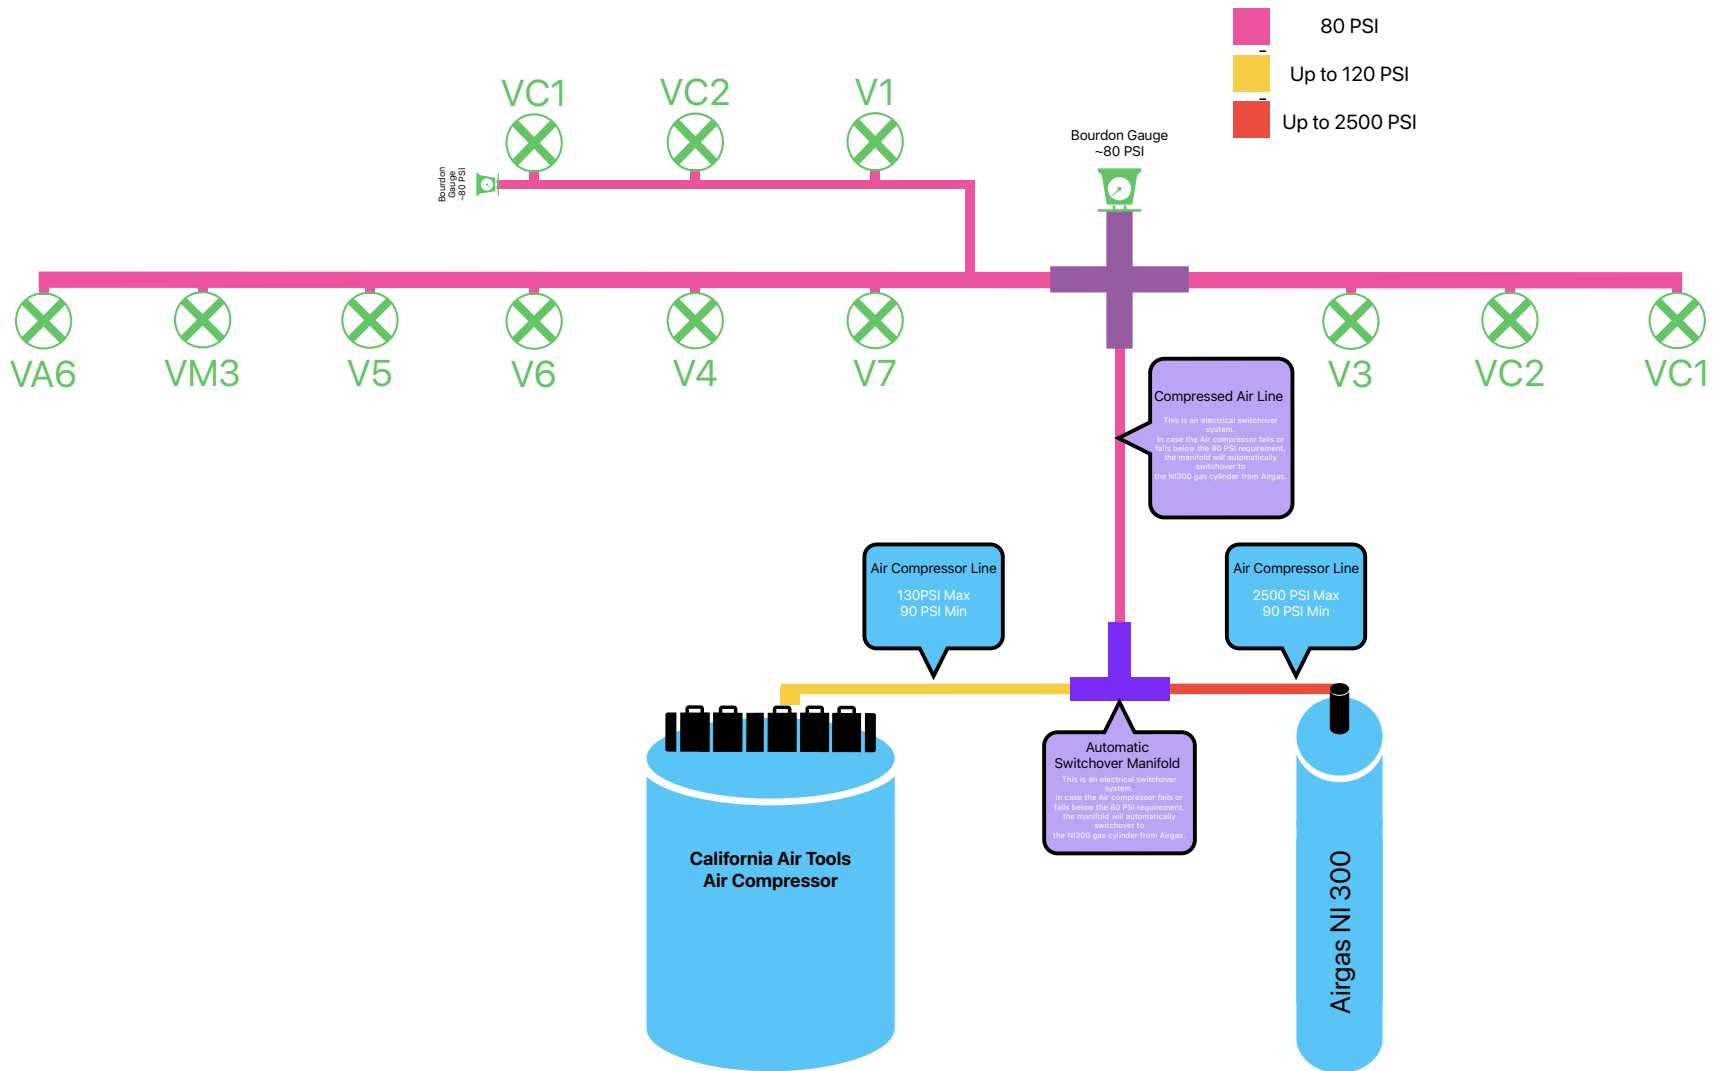 80 PSI
Up to 120 PSI
Up to 2500 PSI
VC1
VC2
V1
Bourdon Gauge
~80 PSI
Bourdon
Gauge
~80 PSI
VA6
VM3
V5
V6
V4
V7
V3
VC2
VC1
Compressed Air Line
This is an electrical switchover
system.
In case the Air compressor fails or
falls below the 80 PSI requirement,
the manifold will automatically
switchover to
the NI300 gas cylinder from Airgas.
Air Compressor Line
130PSI Max
90 PSI Min
Air Compressor Line
2500 PSI Max
90 PSI Min
Automatic
Switchover Manifold
This is an electrical switchover
system.
In case the Air compressor fails or
falls below the 80 PSI requirement,
the manifold will automatically
switchover to
the NI300 gas cylinder from Airgas.
California Air Tools
Air Compressor
Airgas NI 300